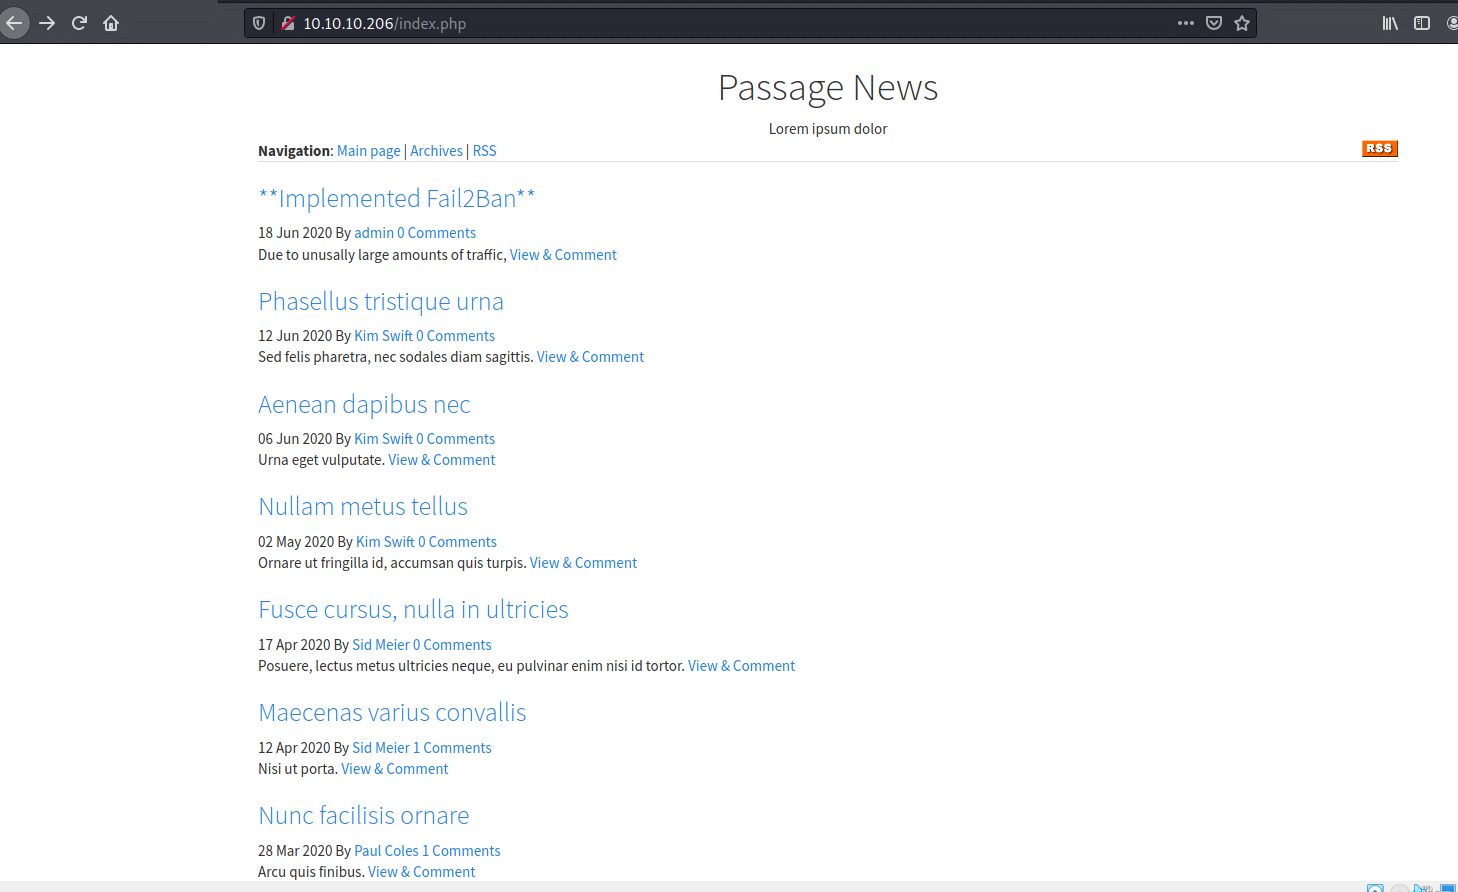 10.10.10.206/index.php
Passage News
Lorem ipsum dolor
Navigation: Main page | Archives | RSS
RSS
**Implemented Fail2Ban**
18 Jun 2020 By admin 0 Comments
Due to unusally large amounts of traffic, View & Comment
Phasellus tristique urna
12 Jun 2020 By Kim Swift 0 Comments
Sed felis pharetra, nec sodales diam sagittis. View & Comment
Aenean dapibus nec
06 Jun 2020 By Kim Swift 0 Comments
Urna eget vulputate. View & Comment
Nullam metus tellus
02 May 2020 By Kim Swift 0 Comments
Ornare ut fringilla id, accumsan quis turpis. View & Comment
Fusce cursus, nulla in ultricies
17 Apr 2020 By Sid Meier 0 Comments
Posuere, lectus metus ultricies neque, eu pulvinar enim nisi id tortor. View & Comment
Maecenas varius convallis
12 Apr 2020 By Sid Meier 1 Comments
Nisi ut porta. View & Comment
Nunc facilisis ornare
28 Mar 2020 By Paul Coles 1 Comments
Arcu quis finibus. View & Comment